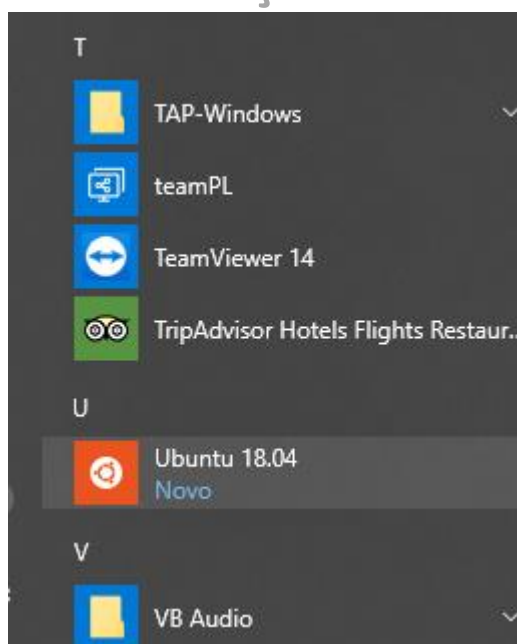 T
TAP-Windows
teamPL
TeamViewer 14
TripAdvisor Hotels Flights Restaur...
U
Ubuntu 18.04
Novo
V
VB Audio